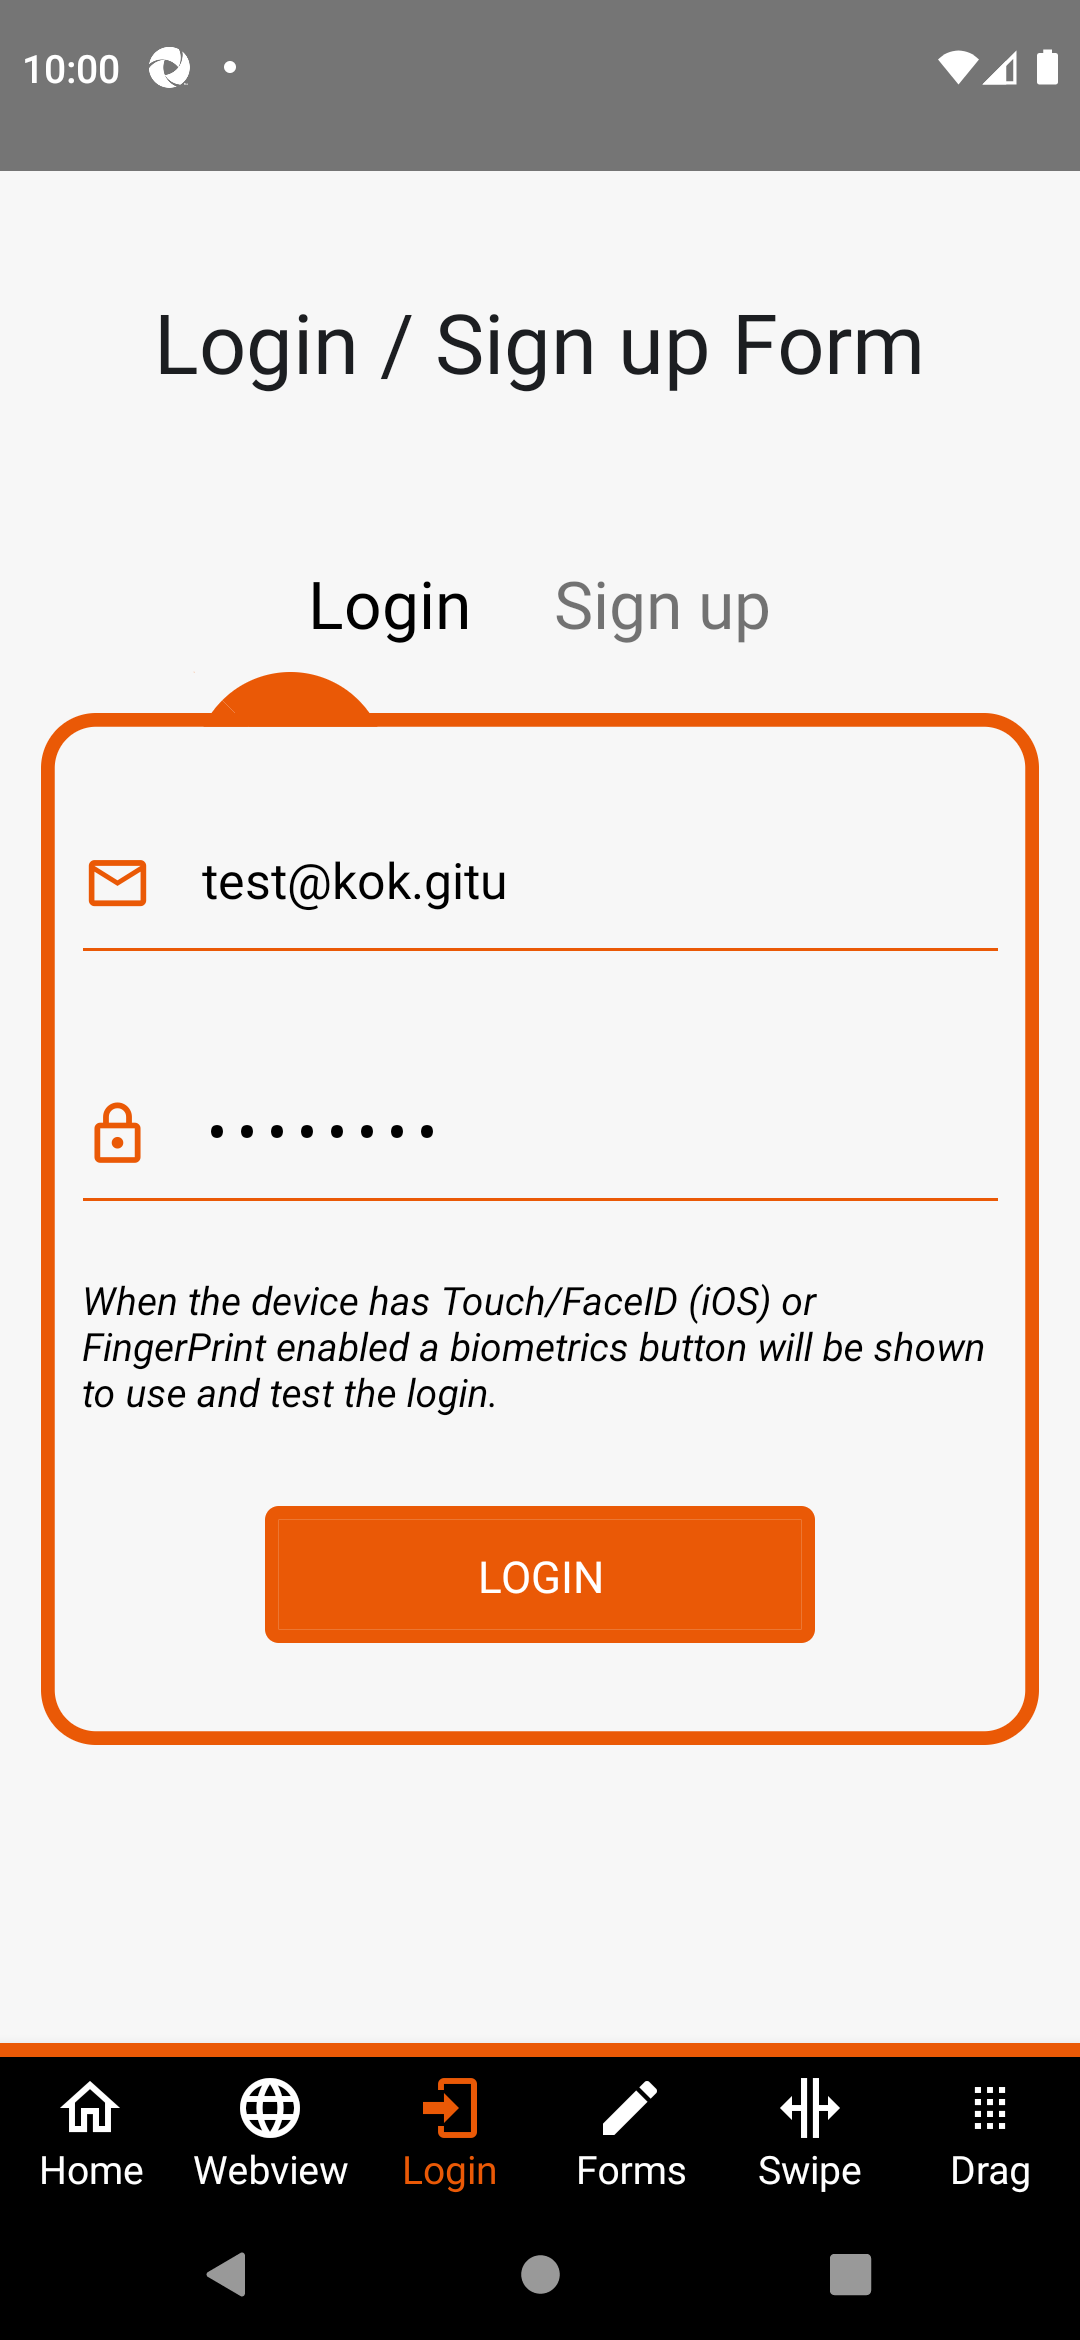 10:00
Login / Sign up Form
Login Sign up
test@kok.gitu
••••••••
When the device has Touch/FaceID (iOS) or
FingerPrint enabled a biometrics button will be shown
to use and test the login.
LOGIN
Home Webview Login Forms Swipe Drag